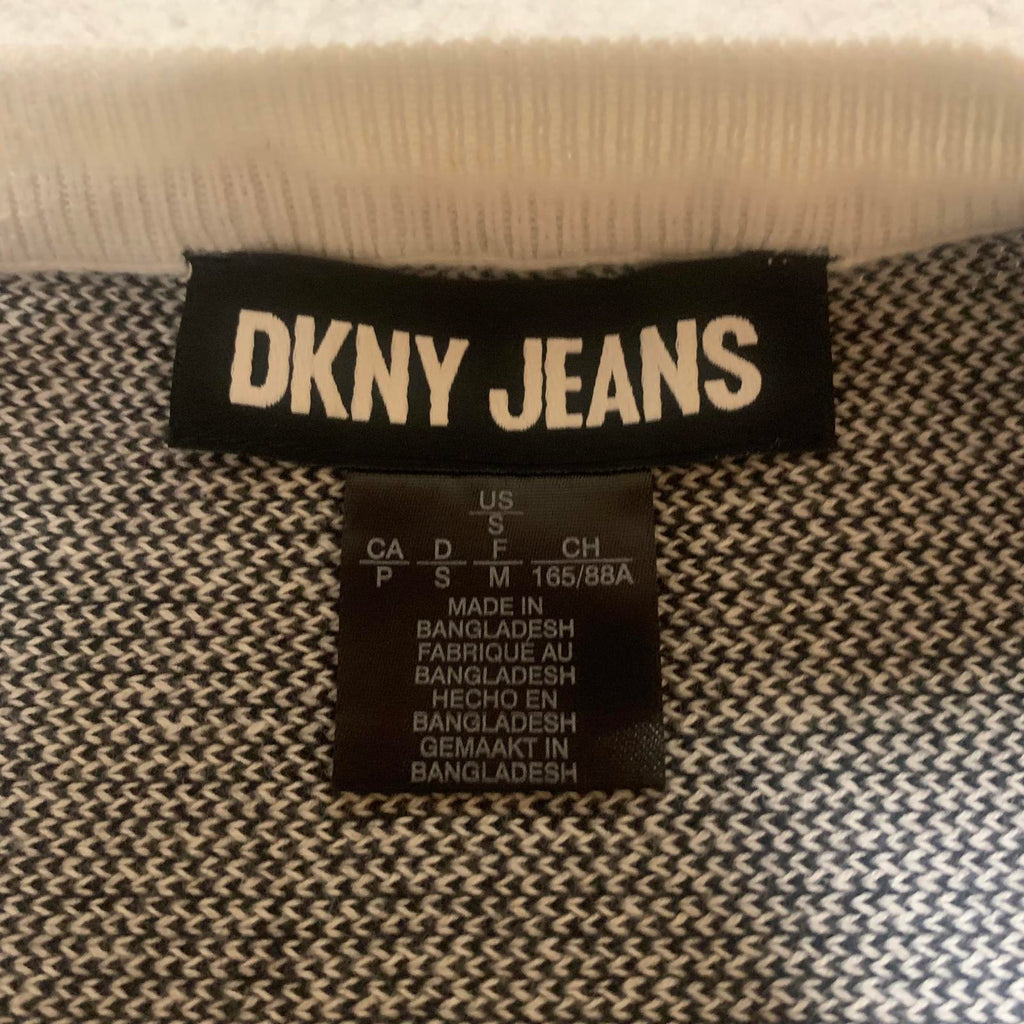 DKNY JEANS
US
S
CA D F CH
P S M 165/88A
MADE IN
BANGLADESH
FABRIQUÉ AU
BANGLADESH
HECHO EN
BANGLADESH
GEMAAKT IN
BANGLADESH